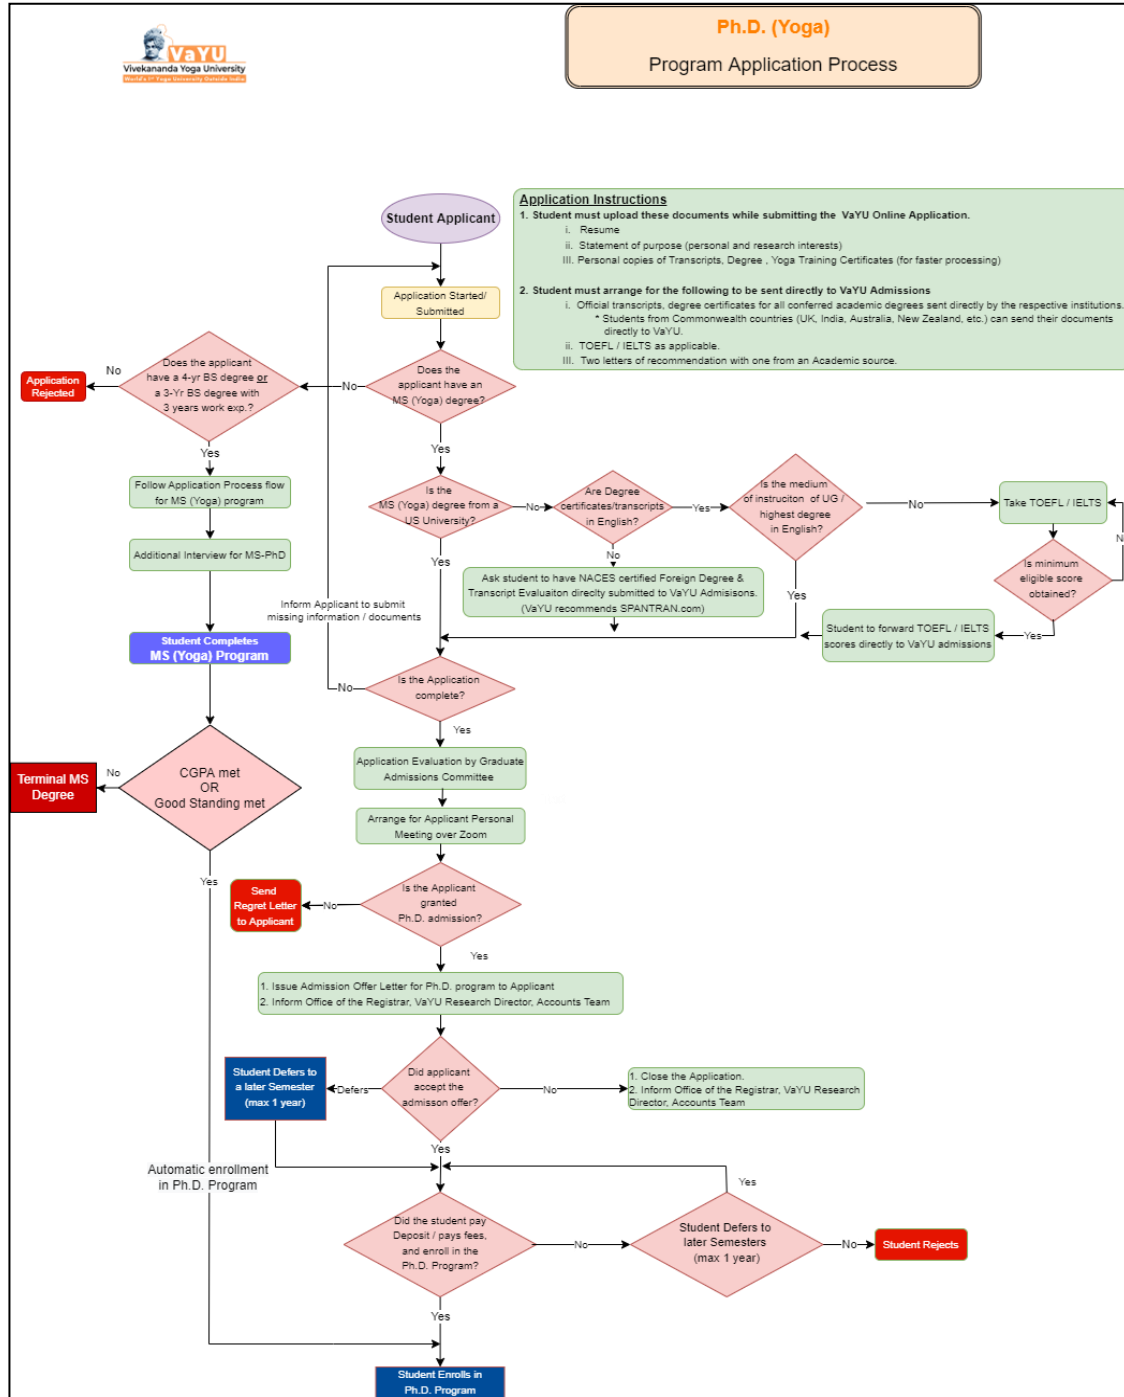 VaYU
Vivekananda Yoga University
World's 1st Yoga University Outside India
Ph.D. (Yoga)
Program Application Process
Application Instructions
1. Student must upload these documents while submitting the VaYU Online Application.
i. Resume
ii. Statement of purpose (personal and research interests)
III. Personal copies of Transcripts, Degree , Yoga Training Certificates (for faster processing)
2. Student must arrange for the following to be sent directly to VaYU Admissions
i. Official transcripts, degree certificates for all conferred academic degrees sent directly by the respective institutions.
* Students from Commonwealth countries (UK, India, Australia, New Zealand, etc.) can send their documents
directly to VaYU.
ii. TOEFL / IELTS as applicable.
III. Two letters of recommendation with one from an Academic source.
Student Applicant
Application Started/
Submitted
Does the
applicant have an
MS (Yoga) degree?
No
Does the applicant
have a 4-yr BS degree or
a 3-Yr BS degree with
3 years work exp.?
No
Application
Rejected
Yes
Follow Application Process flow
for MS (Yoga) program
Additional Interview for MS-PhD
Student Completes
MS (Yoga) Program
CGPA met
OR
Good Standing met
No
Terminal MS
Degree
Yes
Automatic enrollment
in Ph.D. Program
Yes
Is the
MS (Yoga) degree from a
US University?
No
Are Degree
certificates/transcripts
in English?
Yes
Is the medium
of instruciton of UG /
highest degree
in English?
No
Take TOEFL / IELTS
N
Is minimum
eligible score
obtained?
Yes
Student to forward TOEFL / IELTS
scores directly to VaYU admissions
Yes
No
Ask student to have NACES certified Foreign Degree &
Transcript Evaluaiton direclty submitted to VaYU Admisisons.
(VaYU recommends SPANTRAN.com)
Yes
Inform Applicant to submit
missing information / documents
Is the Application
complete?
No
Yes
Application Evaluation by Graduate
Admissions Committee
Arrange for Applicant Personal
Meeting over Zoom
Is the Applicant
granted
Ph.D. admission?
No
Send
Regret Letter
to Applicant
Yes
1. Issue Admission Offer Letter for Ph.D. program to Applicant
2. Inform Office of the Registrar, VaYU Research Director, Accounts Team
Did applicant
accept the
admisson offer?
Defers
Student Defers to
a later Semester
(max 1 year)
No
1. Close the Application.
2. Inform Office of the Registrar, VaYU Research
Director, Accounts Team
Yes
Did the student pay
Deposit / pays fees,
and enroll in the
Ph.D. Program?
No
Student Defers to
later Semesters
(max 1 year)
Yes
No
Student Rejects
Yes
Student Enrolls in
Ph.D. Program